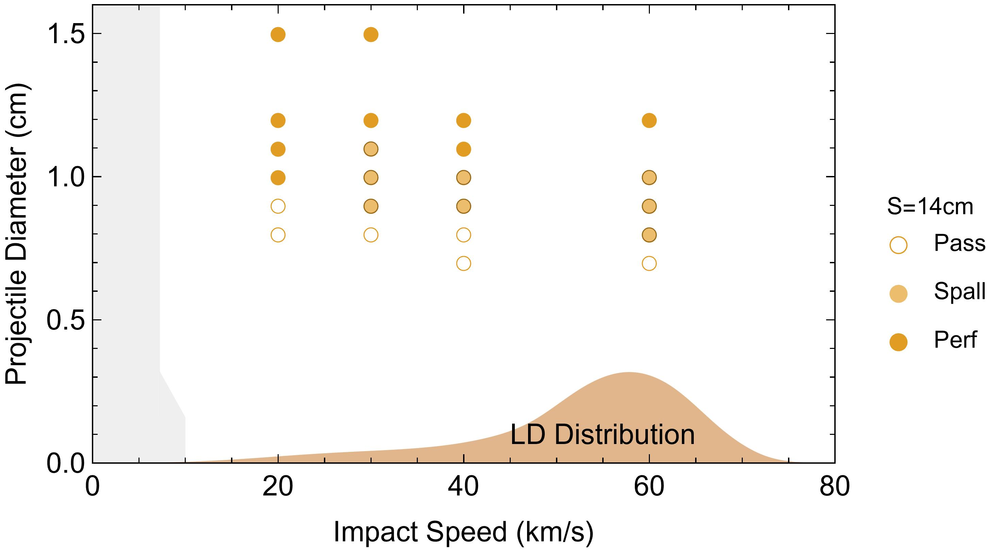 Projectile Diameter (cm)
1.5
1.0
0.5
0.0
0
20
40
60
80
Impact Speed (km/s)
LD Distribution
S=14cm
Pass
Spall
Perf